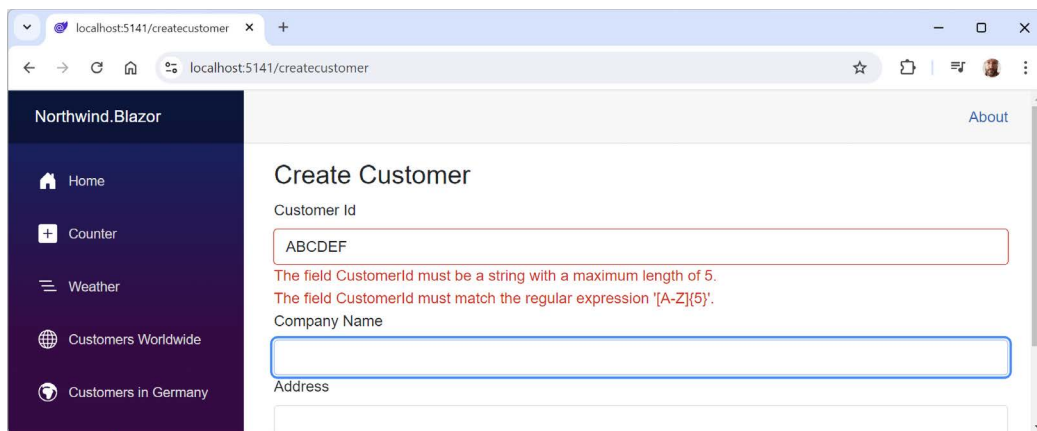 localhost:5141/createcustomer
localhost:5141/createcustomer
Northwind.Blazor
About
Home
Counter
Weather
Customers Worldwide
Customers in Germany
Create Customer
Customer Id
ABCDEF
The field CustomerId must be a string with a maximum length of 5.
The field CustomerId must match the regular expression '[A-Z]{5}'.
Company Name
Address